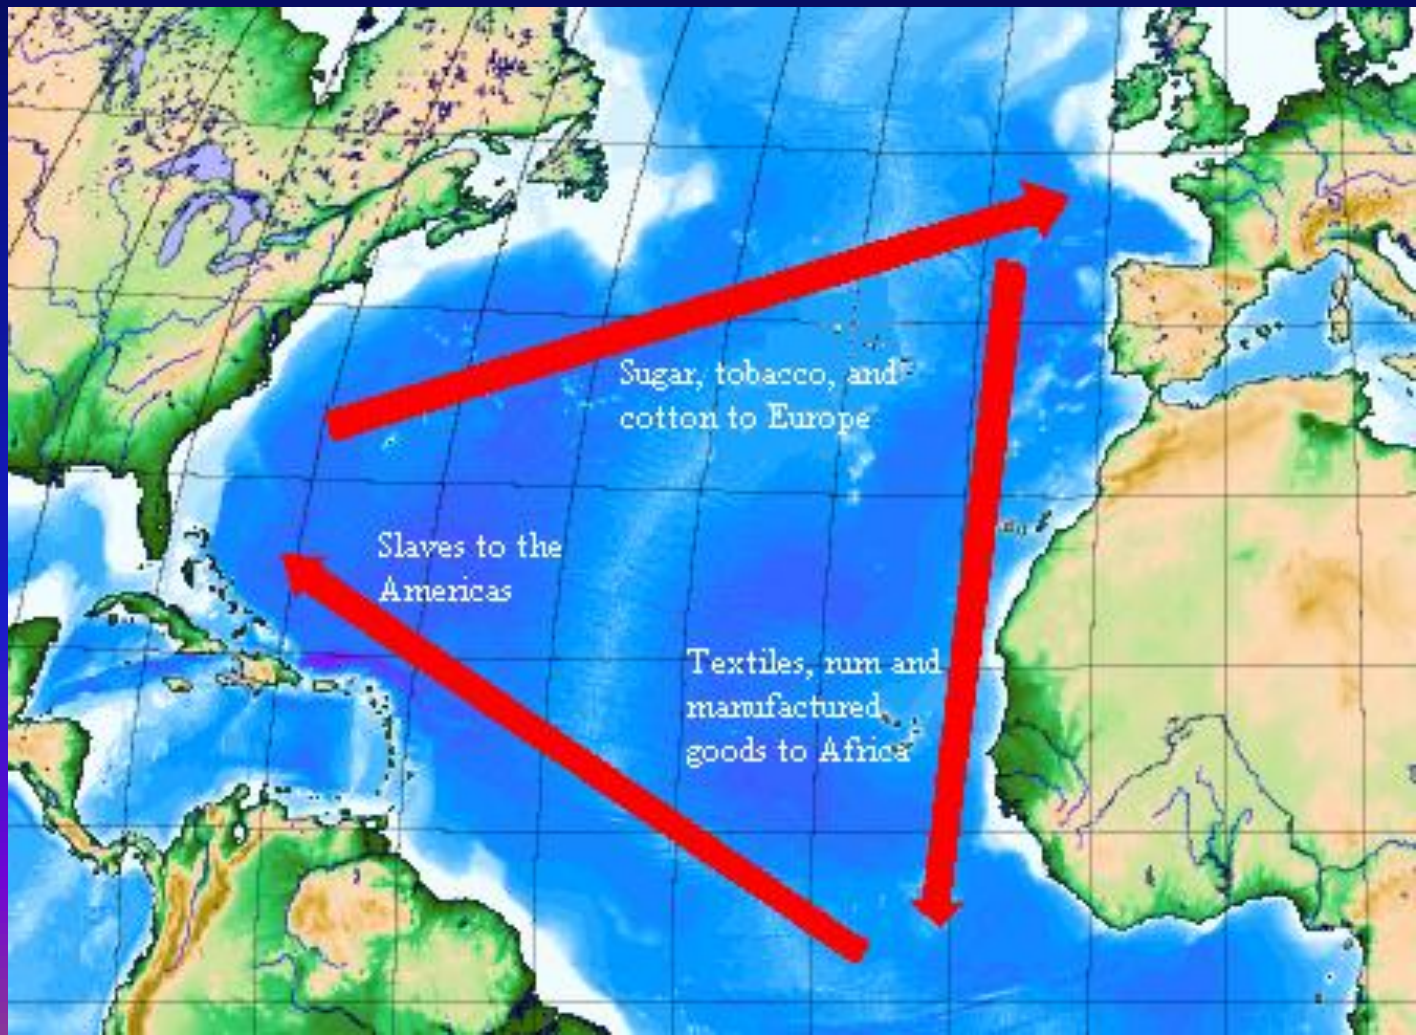 Sugar, tobacco, and
cotton to Europe
Slaves to the
Americas
Textiles, rum and
manufactured
goods to Africa